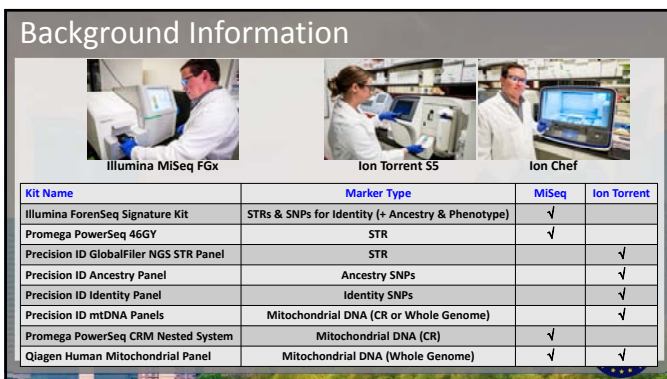 Background Information
Illumina MiSeq FGx
Ion Torrent S5
Ion Chef
Kit Name Marker Type MiSeq Ion Torrent
Illumina ForenSeq Signature Kit STRs & SNPs for Identity (+ Ancestry & Phenotype) √
Promega PowerSeq 46GY STR √
Precision ID GlobalFiler NGS STR Panel STR √
Precision ID Ancestry Panel Ancestry SNPs √
Precision ID Identity Panel Identity SNPs √
Precision ID mtDNA Panels Mitochondrial DNA (CR or Whole Genome) √
Promega PowerSeq CRM Nested System Mitochondrial DNA (CR) √
Qiagen Human Mitochondrial Panel Mitochondrial DNA (Whole Genome) √ √